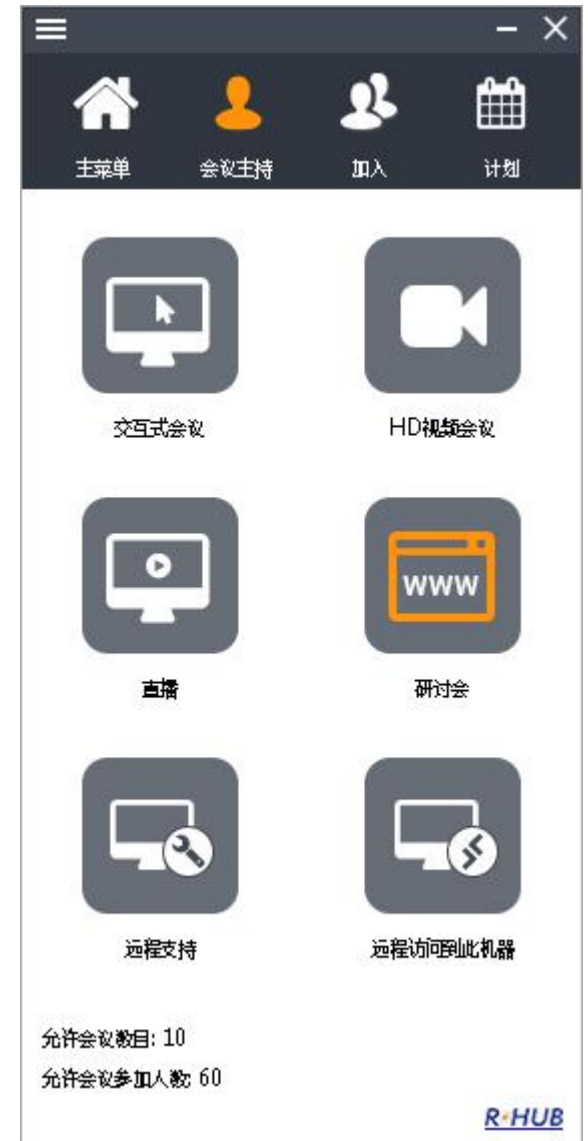 主菜单 会议主持 加入 计划
交互式会议 HD视频会议
WWW
直播 研讨会
远程支持 远程访问到此机器
允许会议数目: 10
允许会议参加人数: 60
R·HUB